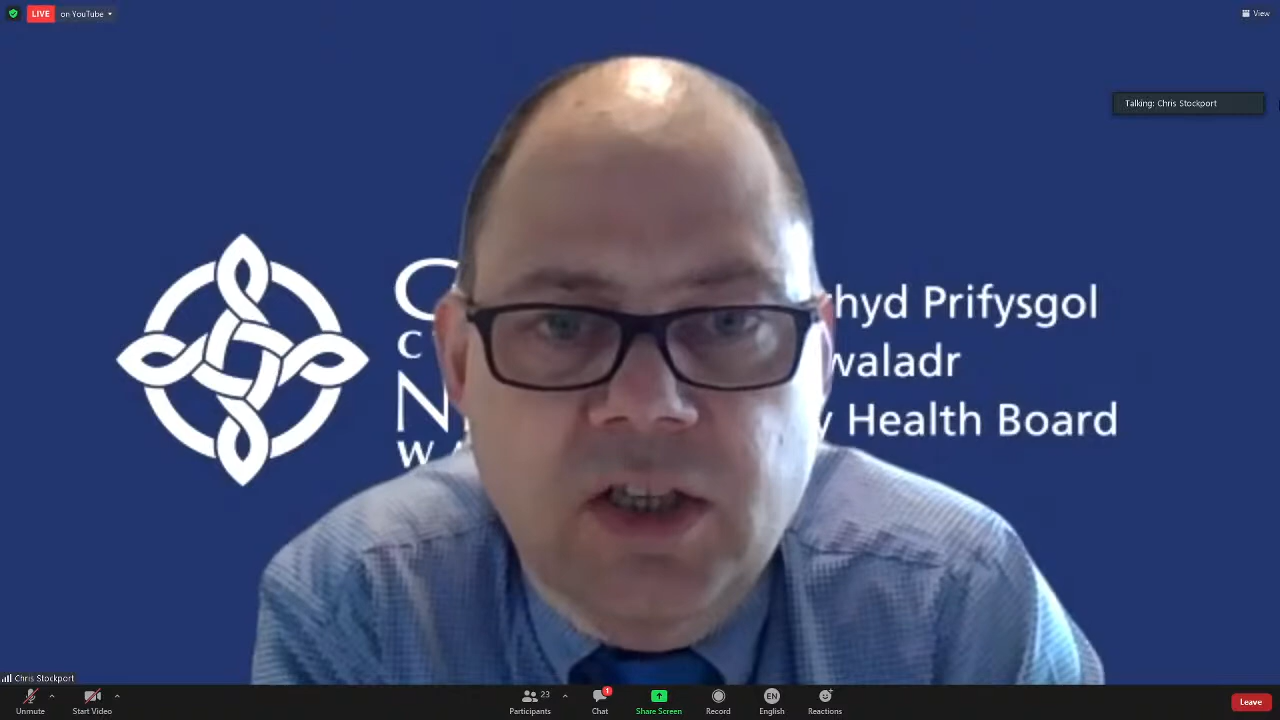 LIVE
on YouTube
View
Talking: Chris Stockport
hyd Prifysgol
waladr
Health Board
Chris Stockport
Unmute
Start Video
23
Participants
1
Chat
Share Screen
Record
EN
English
Reactions
Leave